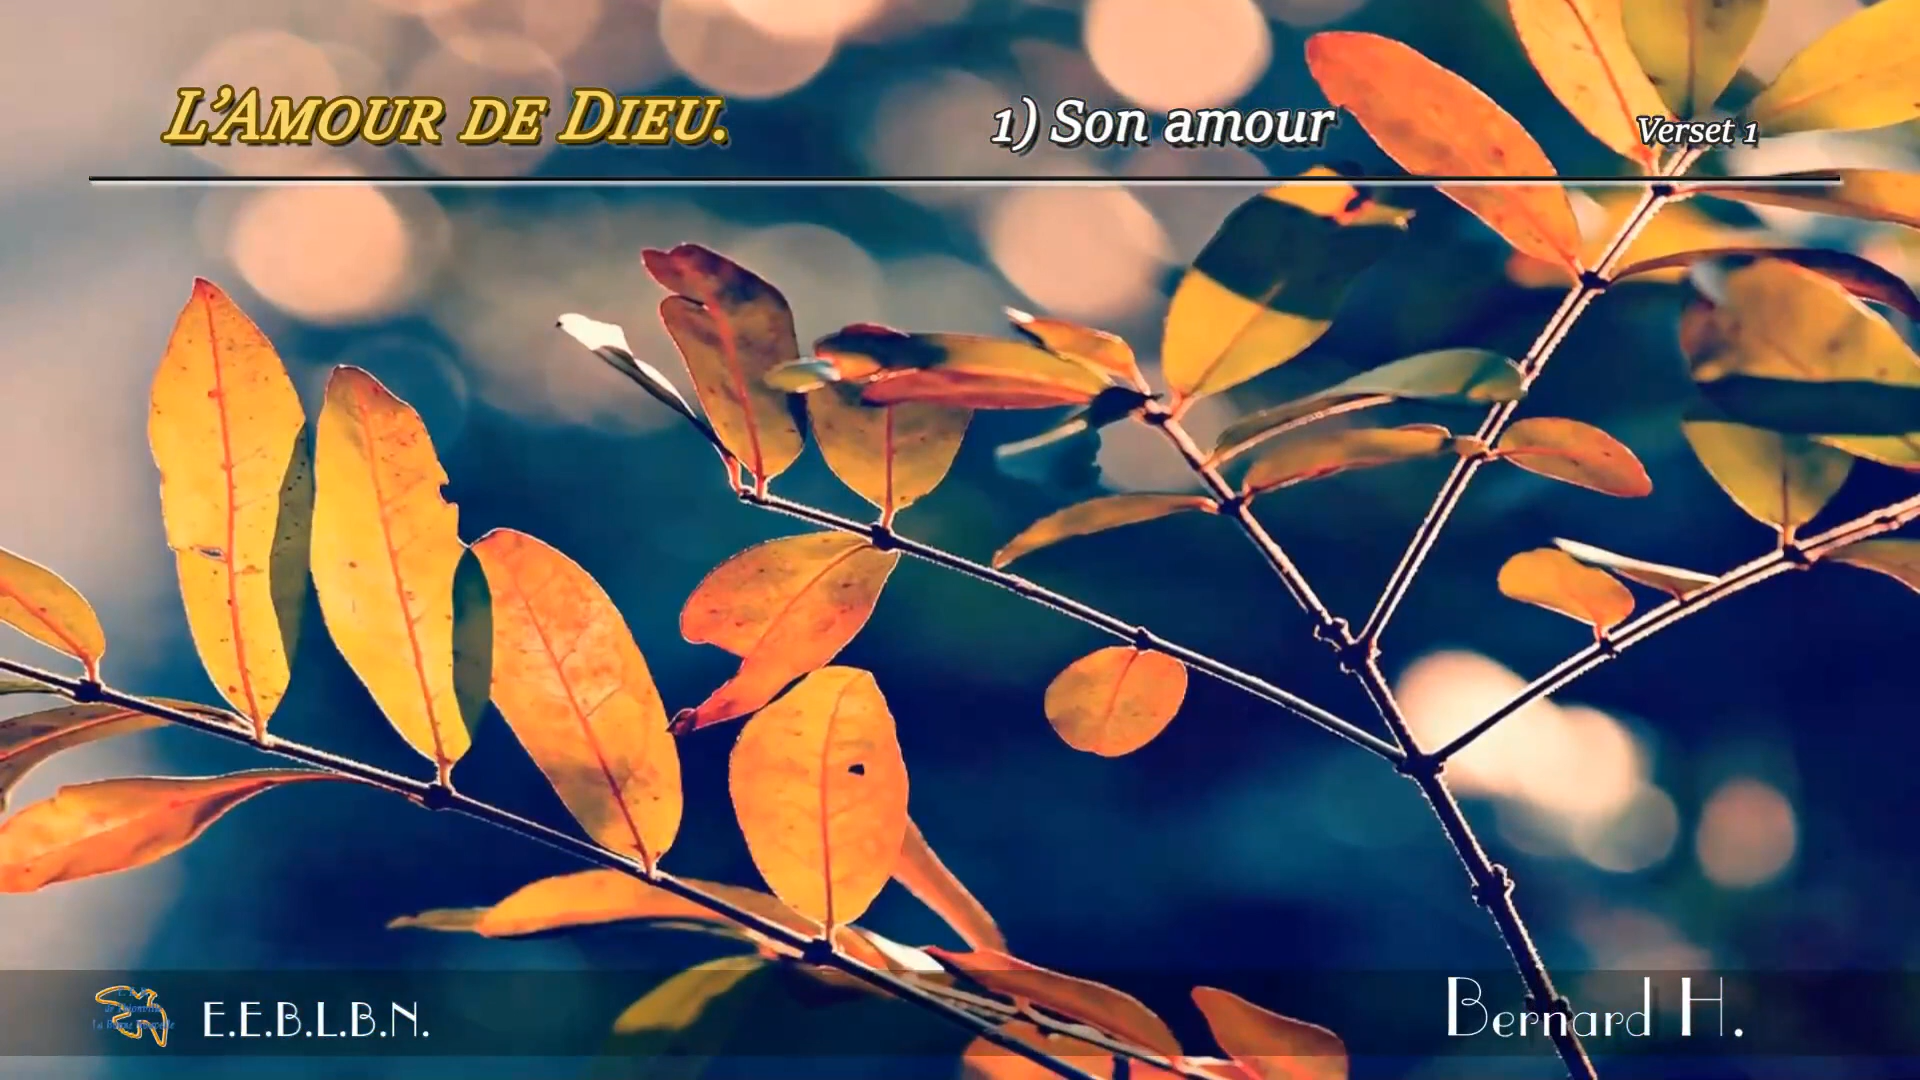 L’Amour de Dieu.
1) Son amour
Verset 1
E.E.B.L.B.N.
Bernard H.